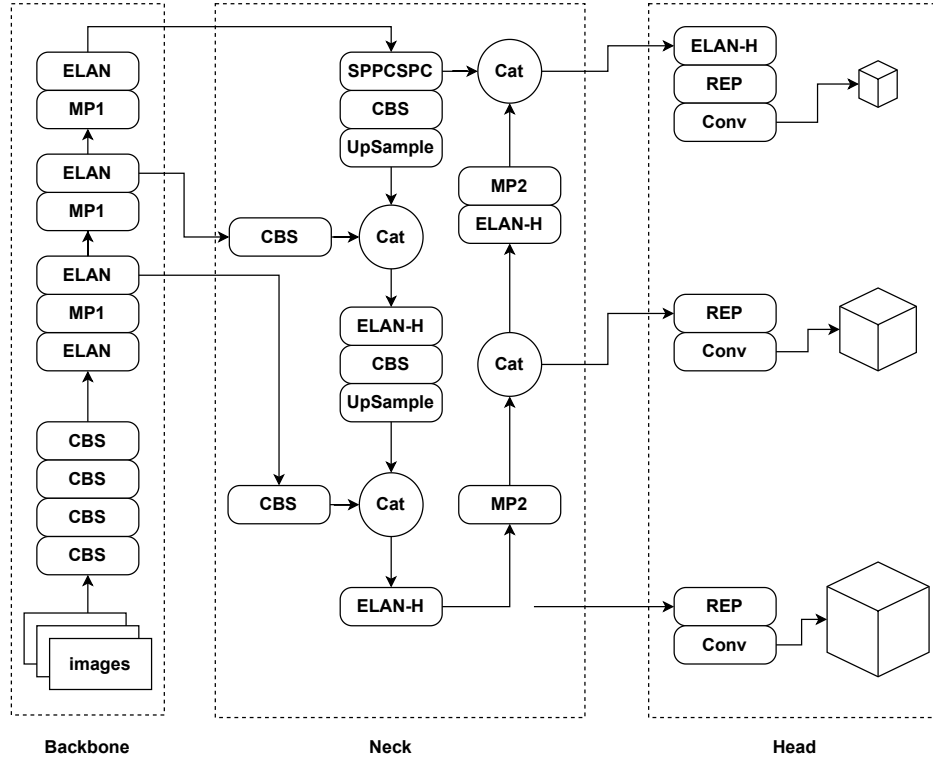 ELAN
MP1
ELAN
MP1
ELAN
MP1
ELAN
CBS
CBS
CBS
CBS
images
Backbone
SPPCSPC
CBS
UpSample
Cat
CBS
Cat
ELAN-H
CBS
UpSample
CBS
Cat
ELAN-H
MP2
ELAN-H
Cat
MP2
Neck
ELAN-H
REP
Conv
REP
Conv
REP
Conv
Head